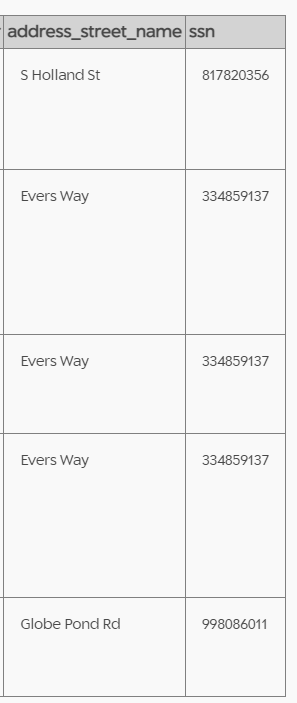 address_street_name ssn
S Holland St 817820356
Evers Way 334859137
Evers Way 334859137
Evers Way 334859137
Globe Pond Rd 998086011